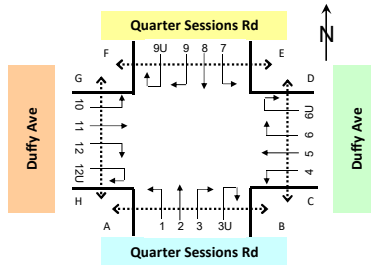 Quarter Sessions Rd
N
F 9U 9 8 7 E
G D
Duffy Ave
10
11
12
12U
6U
6
5
4
Duffy Ave
H C
A 1 2 3 3U B
Quarter Sessions Rd